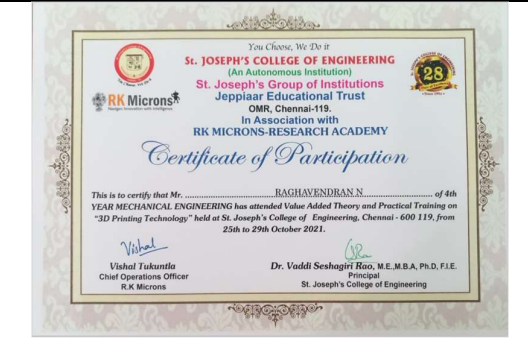 You Choose, We Do it
St. JOSEPH'S COLLEGE OF ENGINEERING
(An Autonomous Institution)
St. Joseph's Group of Institutions
Jeppiaar Educational Trust
OMR, Chennai-119.
In Association with
RK MICRONS-RESEARCH ACADEMY
28
RK Microns
Certificate of Participation
This is to certify that Mr. ........................RAGHAVENDRAN N........................ of 4th
YEAR MECHANICAL ENGINEERING has attended Value Added Theory and Practical Training on
"3D Printing Technology" held at St. Joseph's College of Engineering, Chennai - 600 119, from
25th to 29th October 2021.
Vishal
Vishal Tukuntla
Chief Operations Officer
R.K Microns
Dr. Vaddi Seshagiri Rao, M.E.,M.B.A, Ph.D, F.I.E.
Principal
St. Joseph's College of Engineering